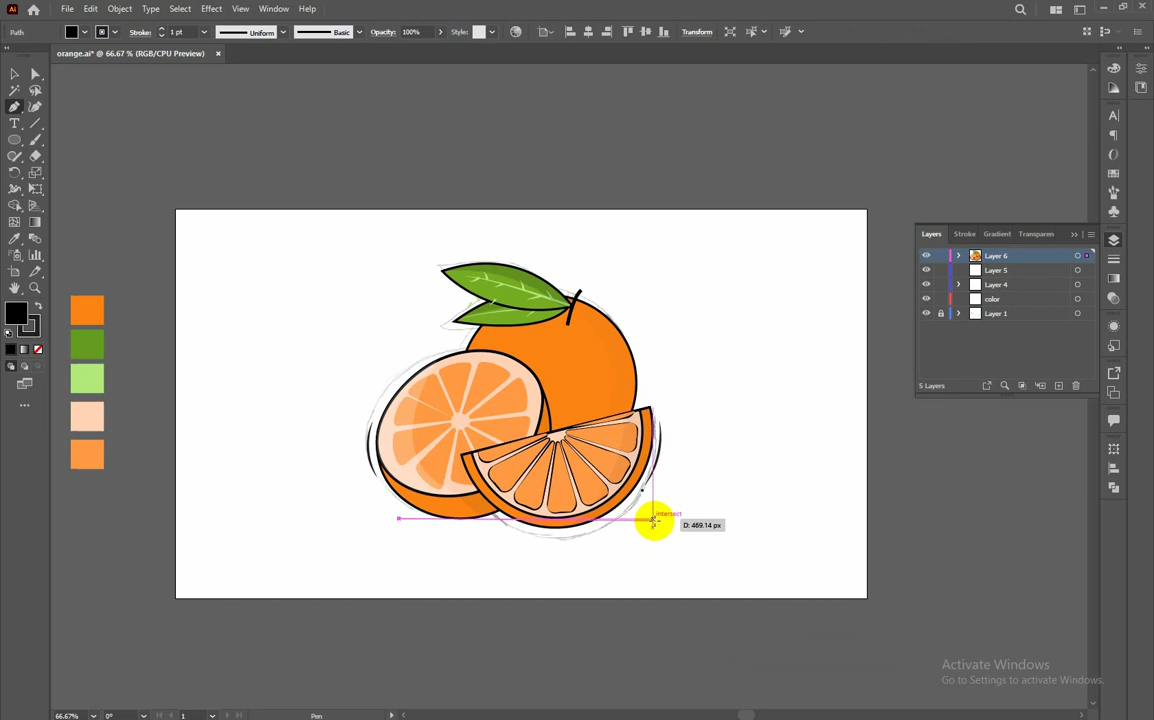 Ai File Edit Object Type Select Effect View Window Help
Path Stroke: 1 pt Uniform Basic Opacity: 100% Style: Transform
orange.ai* @ 66.67 % (RGB/CPU Preview)
Layers Stroke Gradient Transparen
Layer 6
Layer 5
Layer 4
color
Layer 1
5 Layers
intersect
D: 469.14 px
Activate Windows
Go to Settings to activate Windows.
66.67% 0° 1 Pen